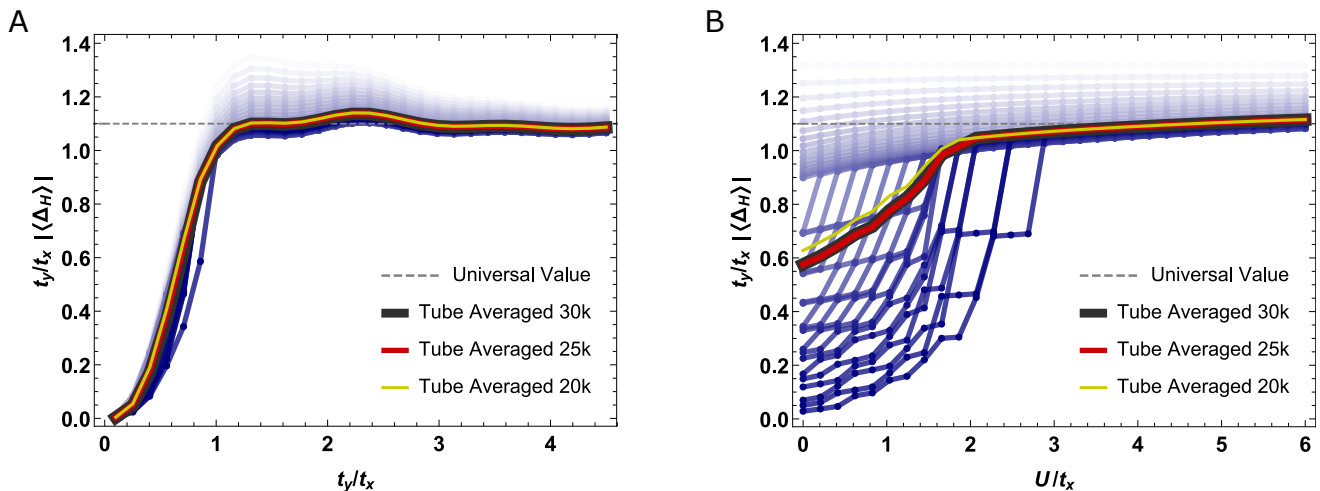 A
B
1.4
1.2
1.0
0.8
0.6
0.4
0.2
0.0
t_y/t_x |⟨Δ_H⟩|
0
1
2
3
4
t_y/t_x
Universal Value
Tube Averaged 30k
Tube Averaged 25k
Tube Averaged 20k
1.4
1.2
1.0
0.8
0.6
0.4
0.2
0.0
t_y/t_x |⟨Δ_H⟩|
0
1
2
3
4
5
6
U/t_x
Universal Value
Tube Averaged 30k
Tube Averaged 25k
Tube Averaged 20k